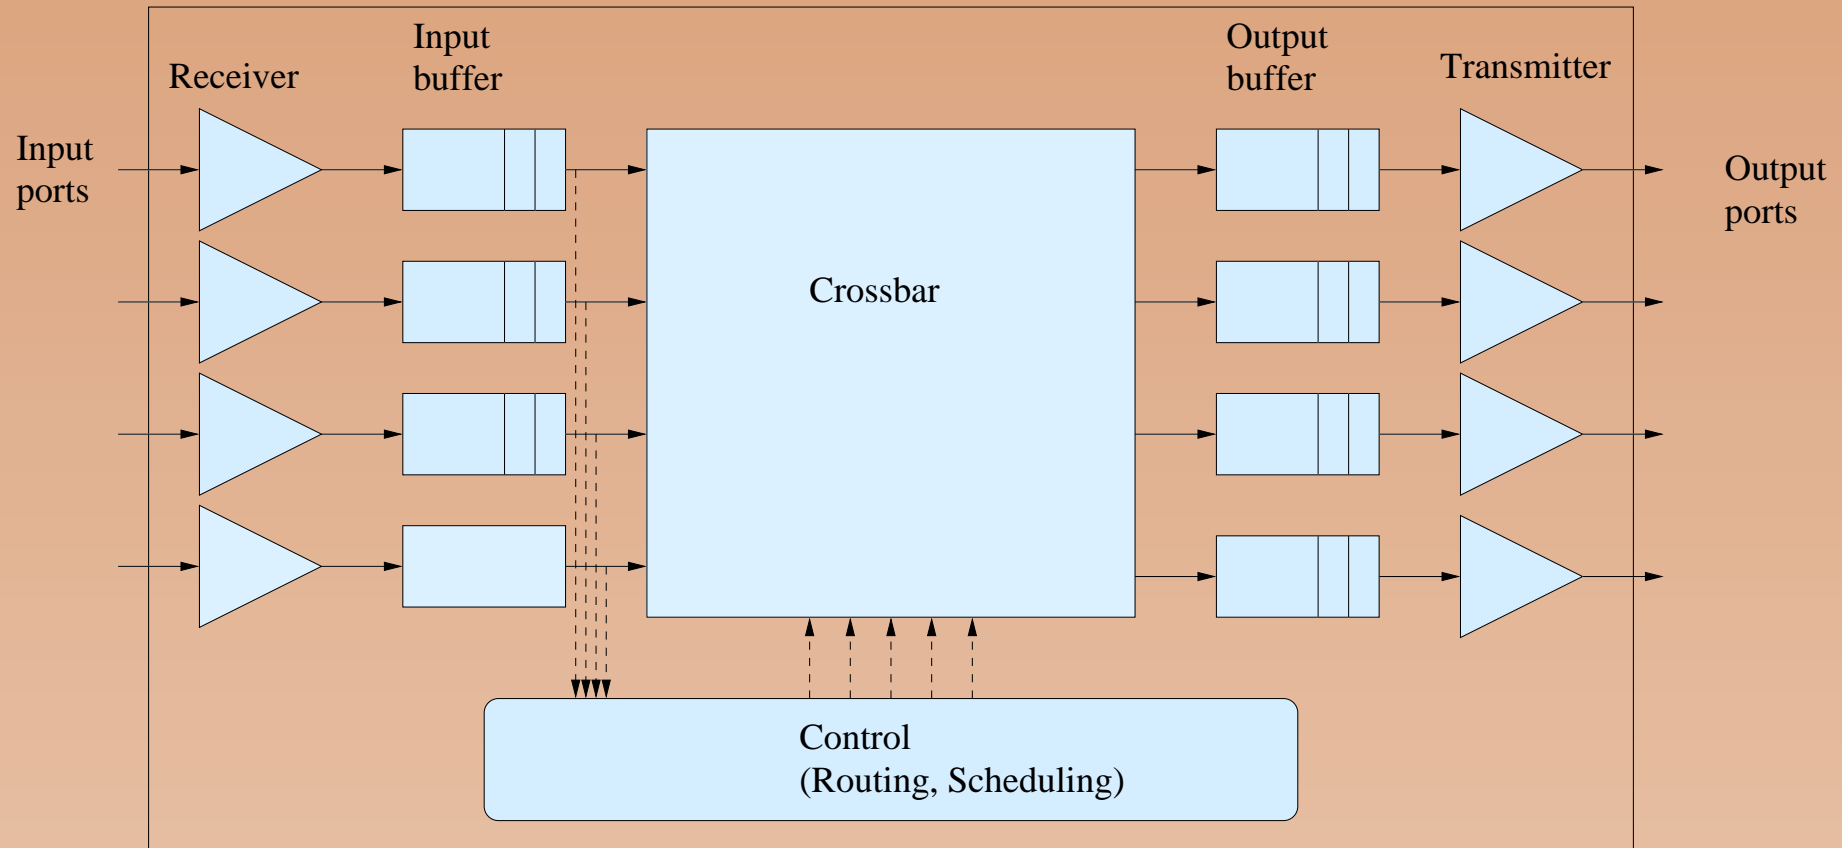 Input
ports
Receiver
Input
buffer
Crossbar
Output
buffer
Transmitter
Output
ports
Control
(Routing, Scheduling)